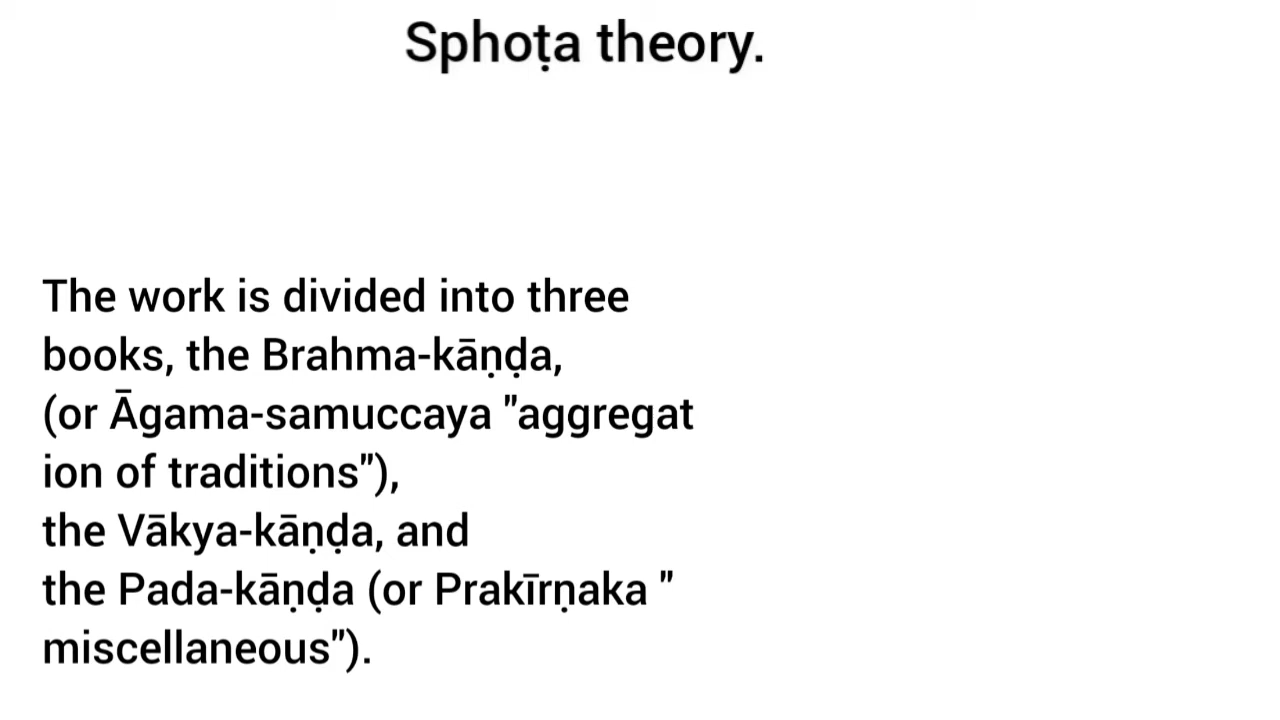 Sphoṭa theory.
The work is divided into three
books, the Brahma-kāṇḍa,
(or Āgama-samuccaya "aggregat
ion of traditions"),
the Vākya-kāṇḍa, and
the Pada-kāṇḍa (or Prakīrṇaka "
miscellaneous").